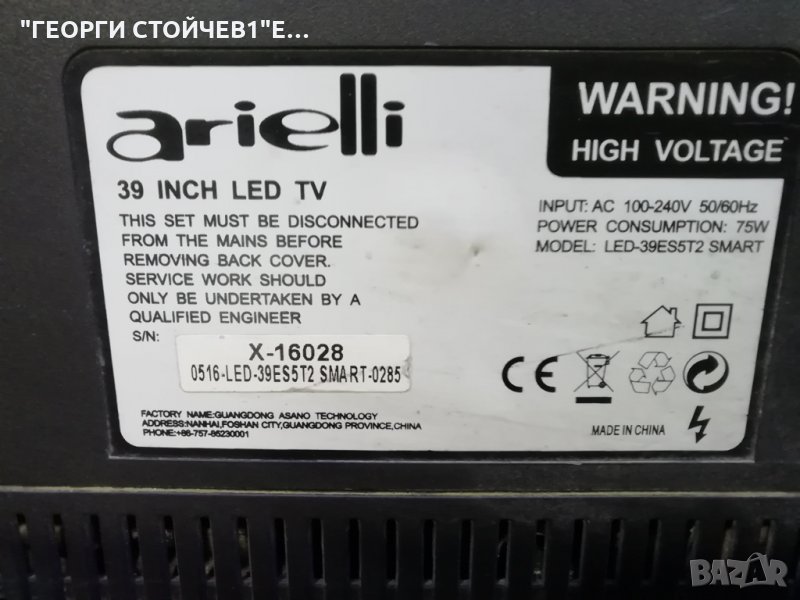 "ГЕОРГИ СТОЙЧЕВ1"Е...
arielli
WARNING!
HIGH VOLTAGE
39 INCH LED TV
THIS SET MUST BE DISCONNECTED
FROM THE MAINS BEFORE
REMOVING BACK COVER.
SERVICE WORK SHOULD
ONLY BE UNDERTAKEN BY A
QUALIFIED ENGINEER
INPUT: AC 100-240V 50/60Hz
POWER CONSUMPTION: 75W
MODEL: LED-39ES5T2 SMART
S/N:
X-16028
0516-LED-39ES5T2 SMART-0285
CE
FACTORY NAME:GUANGDONG ASANO TECHNOLOGY
ADDRESS:NANHAI,FOSHAN CITY,GUANGDONG PROVINCE,CHINA
PHONE:+86-757-85230001
MADE IN CHINA
BAZAR